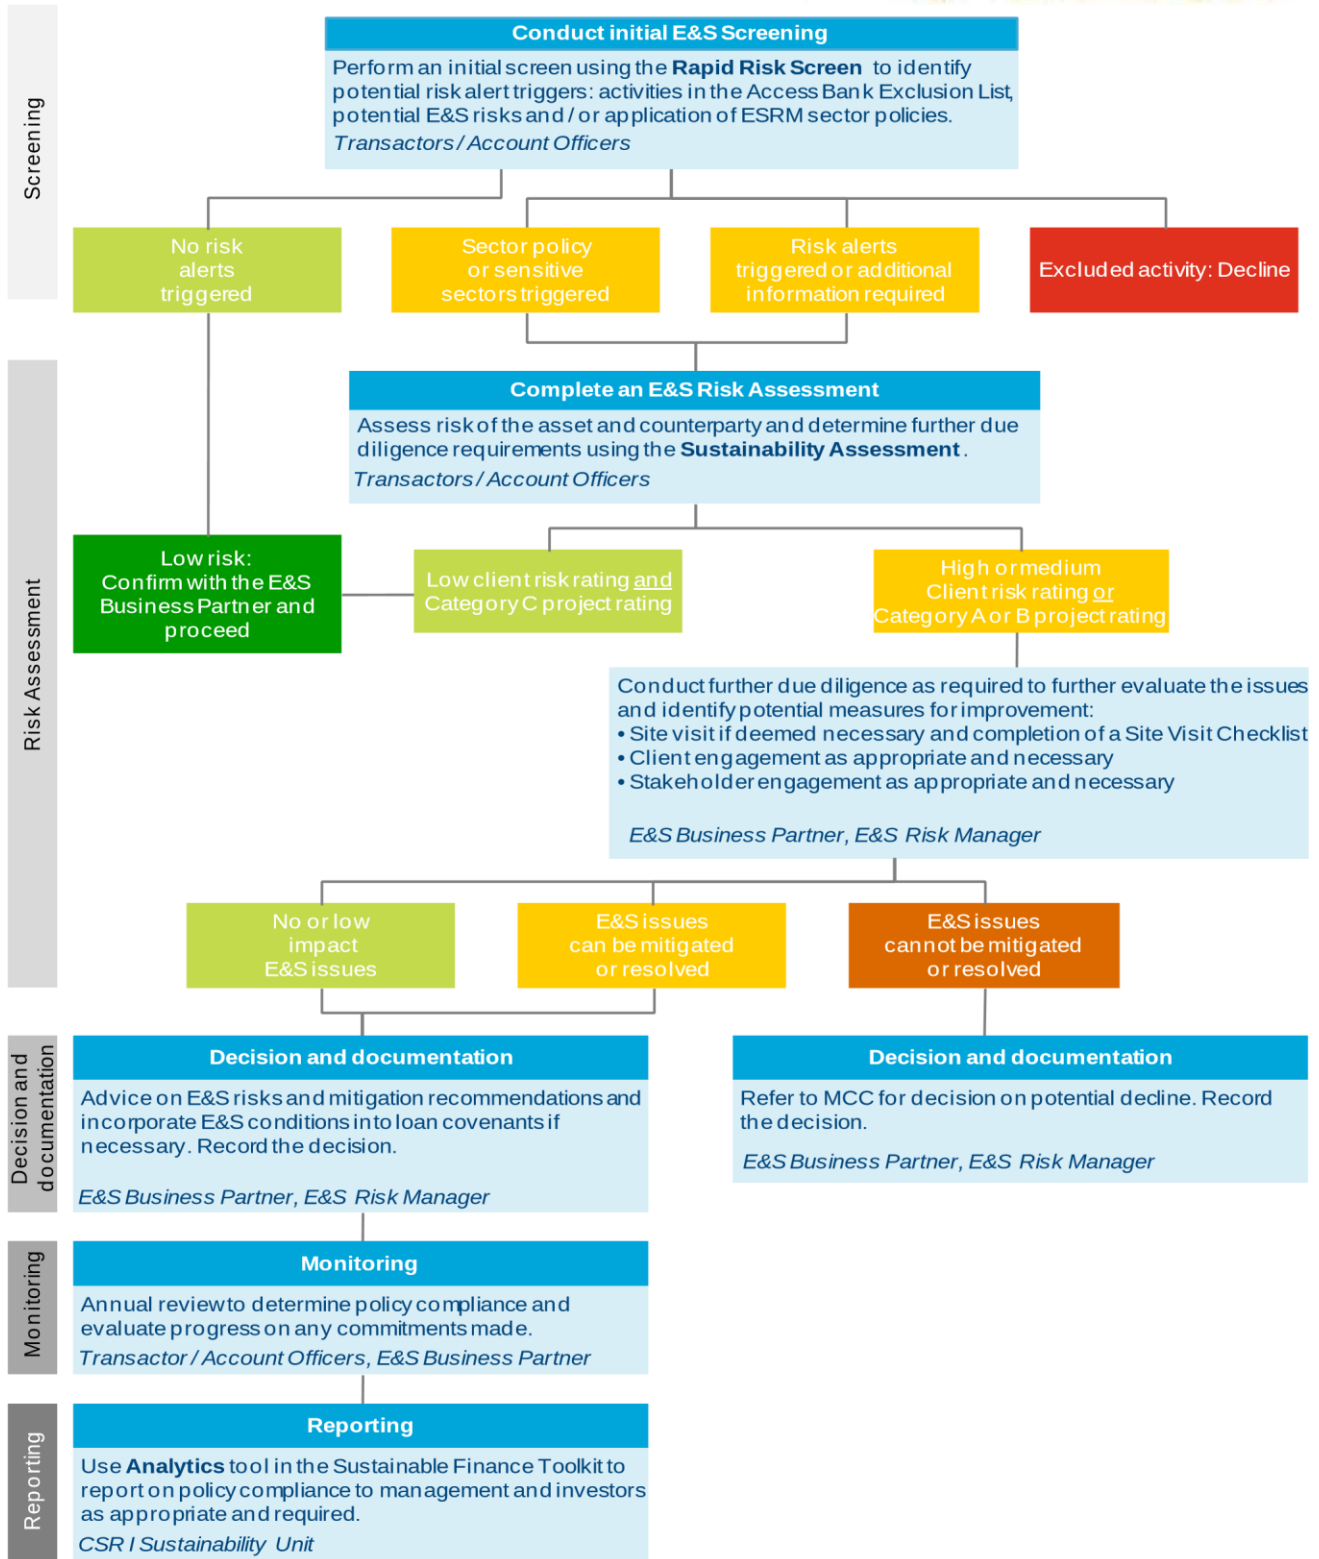 Screening
Conduct initial E&S Screening
Perform an initial screen using the Rapid Risk Screen to identify
potential risk alert triggers: activities in the Access Bank Exclusion List,
potential E&S risks and / or application of ESRM sector policies.
Transactors / Account Officers
No risk
alerts
triggered
Sector policy
or sensitive
sectors triggered
Risk alerts
triggered or additional
information required
Excluded activity: Decline
Risk Assessment
Complete an E&S Risk Assessment
Assess risk of the asset and counterparty and determine further due
diligence requirements using the Sustainability Assessment .
Transactors / Account Officers
Low risk:
Confirm with the E&S
Business Partner and
proceed
Low client risk rating and
Category C project rating
High or medium
Client risk rating or
Category A or B project rating
Conduct further due diligence as required to further evaluate the issues
and identify potential measures for improvement:
• Site visit if deemed necessary and completion of a Site Visit Checklist
• Client engagement as appropriate and necessary
• Stakeholder engagement as appropriate and necessary
E&S Business Partner, E&S Risk Manager
No or low
impact
E&S issues
E&S issues
can be mitigated
or resolved
E&S issues
cannot be mitigated
or resolved
Decision and
documentation
Decision and documentation
Advice on E&S risks and mitigation recommendations and
incorporate E&S conditions into loan covenants if
necessary. Record the decision.
E&S Business Partner, E&S Risk Manager
Decision and documentation
Refer to MCC for decision on potential decline. Record
the decision.
E&S Business Partner, E&S Risk Manager
Monitoring
Monitoring
Annual review to determine policy compliance and
evaluate progress on any commitments made.
Transactor / Account Officers, E&S Business Partner
Reporting
Reporting
Use Analytics tool in the Sustainable Finance Toolkit to
report on policy compliance to management and investors
as appropriate and required.
CSR I Sustainability Unit